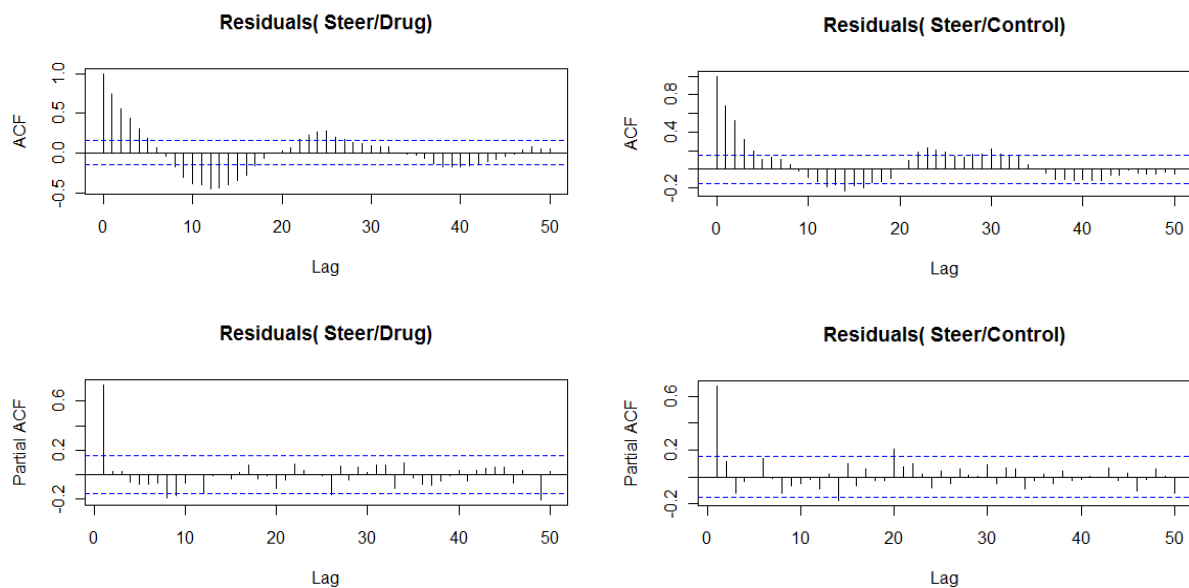 Residuals( Steer/Drug)
ACF
1.0
0.5
0.0
-0.5
0 10 20 30 40 50
Lag
Residuals( Steer/Control)
ACF
0.8
0.4
-0.2
0 10 20 30 40 50
Lag
Residuals( Steer/Drug)
Partial ACF
0.6
0.2
-0.2
0 10 20 30 40 50
Lag
Residuals( Steer/Control)
Partial ACF
0.6
0.2
-0.2
0 10 20 30 40 50
Lag